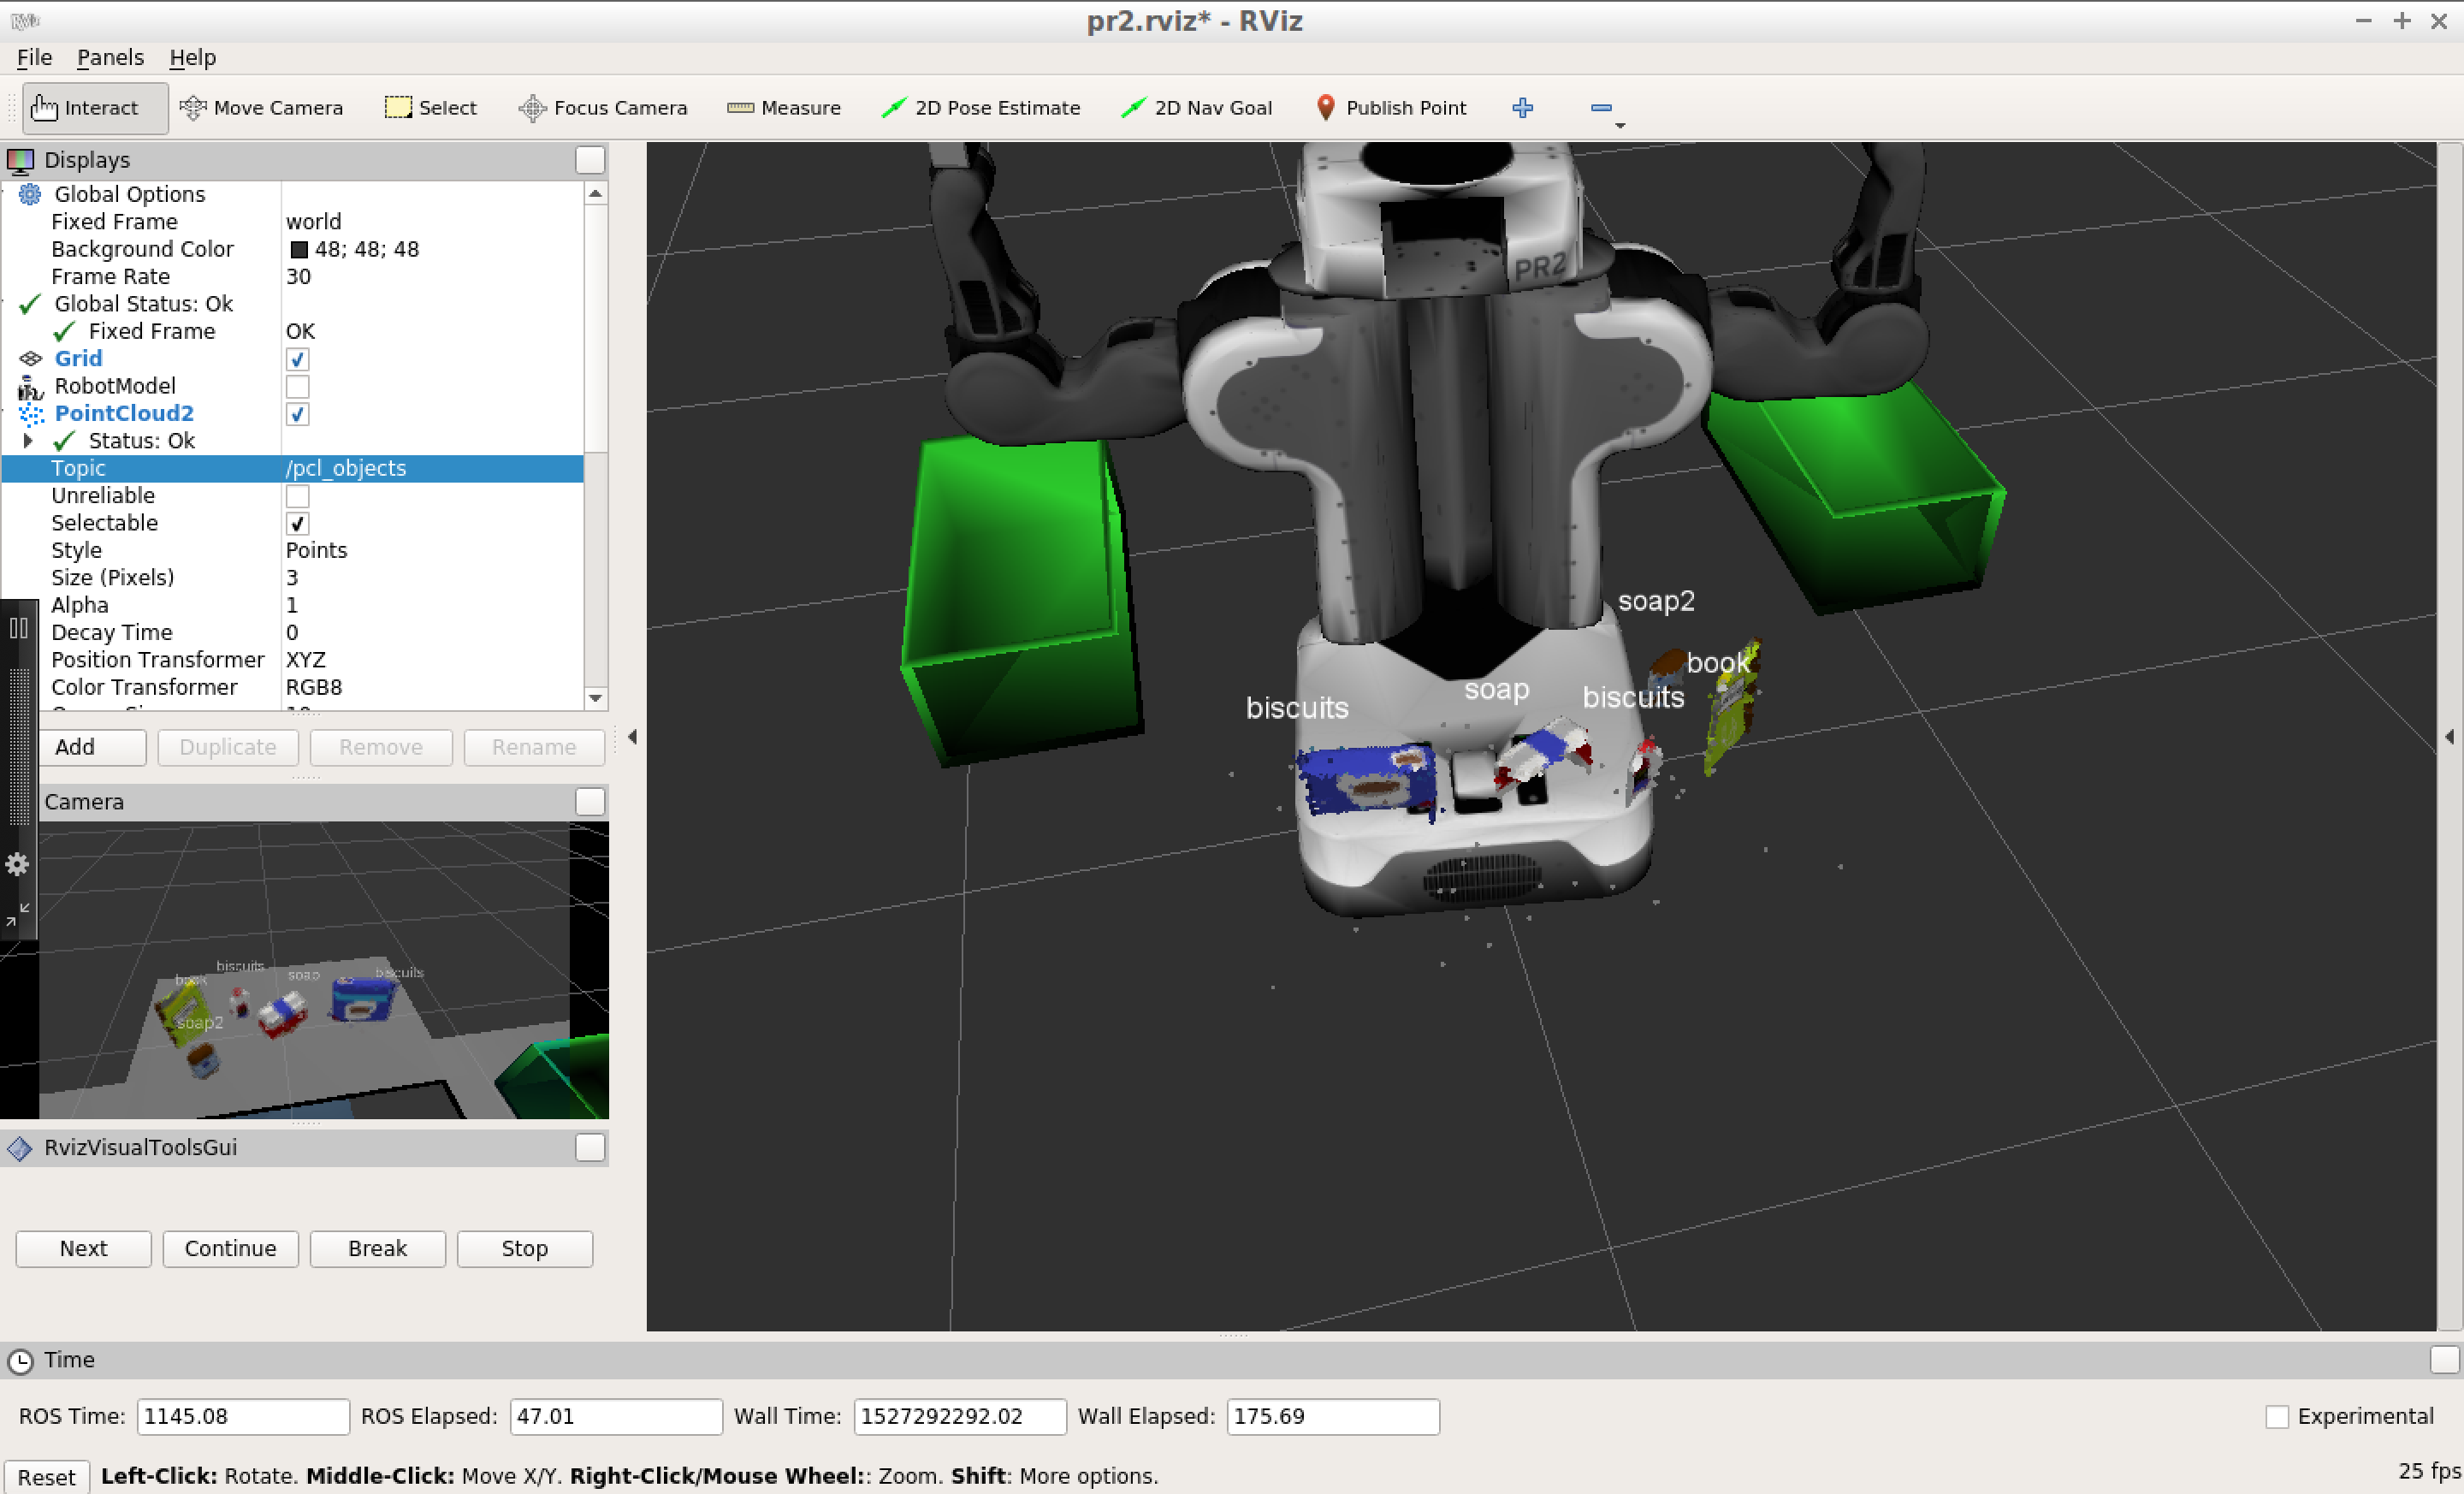 pr2.rviz* - RViz
File Panels Help
Interact Move Camera Select Focus Camera Measure 2D Pose Estimate 2D Nav Goal Publish Point
Displays
Global Options
Fixed Frame world
Background Color 48; 48; 48
Frame Rate 30
Global Status: Ok
Fixed Frame OK
Grid
RobotModel
PointCloud2
Status: Ok
Topic /pcl_objects
Unreliable
Selectable
Style Points
Size (Pixels) 3
Alpha 1
Decay Time 0
Position Transformer XYZ
Color Transformer RGB8
Add Duplicate Remove Rename
Camera
biscuits
book
soap
biscuits
soap2
RvizVisualToolsGui
Next Continue Break Stop
PR2
soap2
book
biscuits
soap
biscuits
Time
ROS Time: 1145.08 ROS Elapsed: 47.01 Wall Time: 1527292292.02 Wall Elapsed: 175.69 Experimental
Reset Left-Click: Rotate. Middle-Click: Move X/Y. Right-Click/Mouse Wheel:: Zoom. Shift: More options. 25 fps